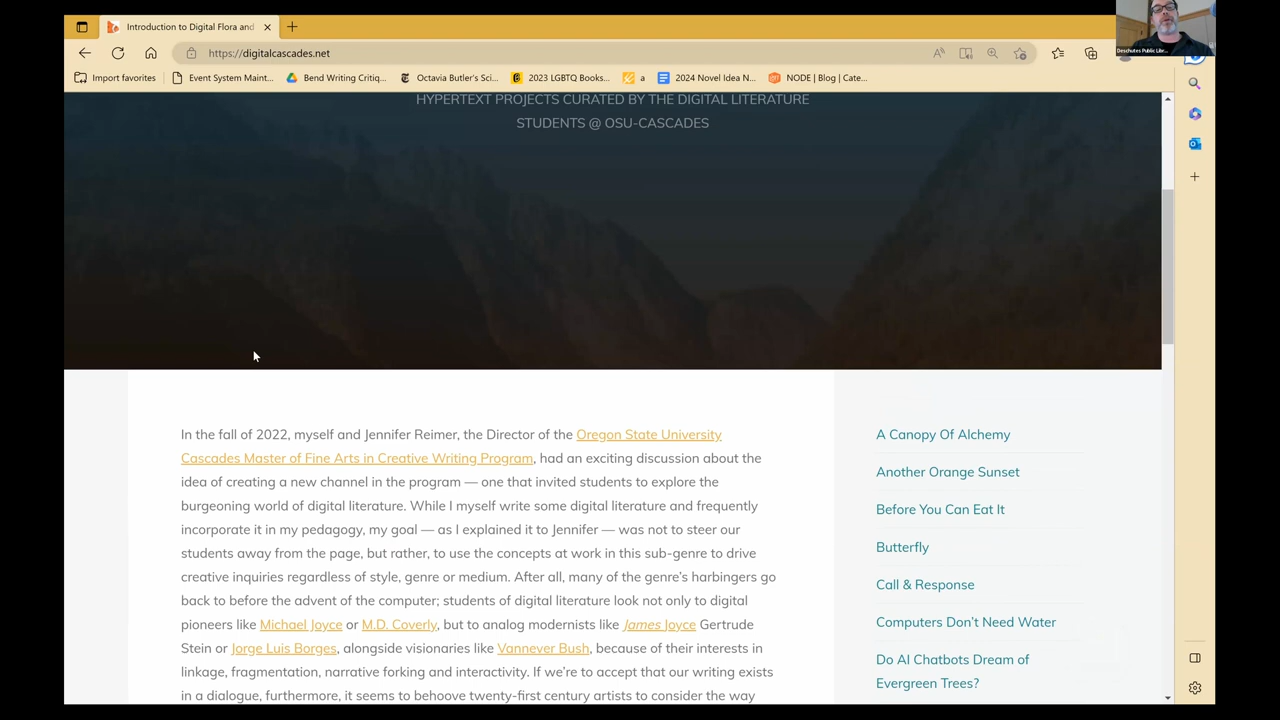 Introduction to Digital Flora and
https://digitalcascades.net
Import favorites
Event System Maint...
Bend Writing Critiq...
Octavia Butler's Sci...
2023 LGBTQ Books...
a
2024 Novel Idea N...
NODE | Blog | Cate...
Deschutes Public Libr...
HYPERTEXT PROJECTS CURATED BY THE DIGITAL LITERATURE
STUDENTS @ OSU-CASCADES
In the fall of 2022, myself and Jennifer Reimer, the Director of the Oregon State University
Cascades Master of Fine Arts in Creative Writing Program, had an exciting discussion about the
idea of creating a new channel in the program — one that invited students to explore the
burgeoning world of digital literature. While I myself write some digital literature and frequently
incorporate it in my pedagogy, my goal — as I explained it to Jennifer — was not to steer our
students away from the page, but rather, to use the concepts at work in this sub-genre to drive
creative inquiries regardless of style, genre or medium. After all, many of the genre's harbingers go
back to before the advent of the computer; students of digital literature look not only to digital
pioneers like Michael Joyce or M.D. Coverly, but to analog modernists like James Joyce Gertrude
Stein or Jorge Luis Borges, alongside visionaries like Vannever Bush, because of their interests in
linkage, fragmentation, narrative forking and interactivity. If we're to accept that our writing exists
in a dialogue, furthermore, it seems to behoove twenty-first century artists to consider the way
A Canopy Of Alchemy
Another Orange Sunset
Before You Can Eat It
Butterfly
Call & Response
Computers Don't Need Water
Do AI Chatbots Dream of
Evergreen Trees?